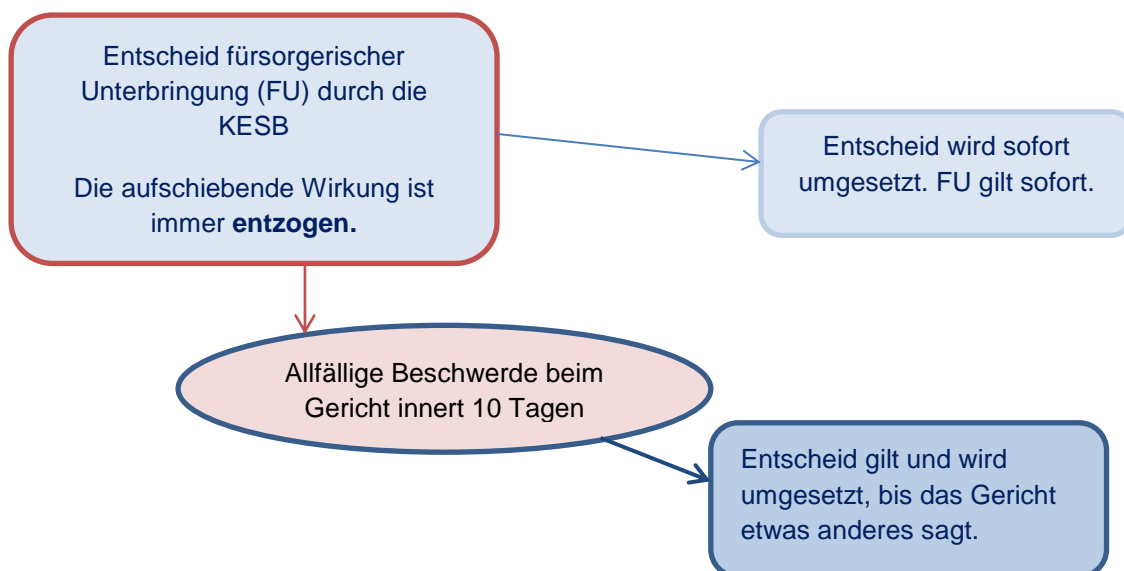 Entscheid fürsorgerischer
Unterbringung (FU) durch die
KESB
Die aufschiebende Wirkung ist
immer entzogen.
Entscheid wird sofort
umgesetzt. FU gilt sofort.
Allfällige Beschwerde beim
Gericht innert 10 Tagen
Entscheid gilt und wird
umgesetzt, bis das Gericht
etwas anderes sagt.